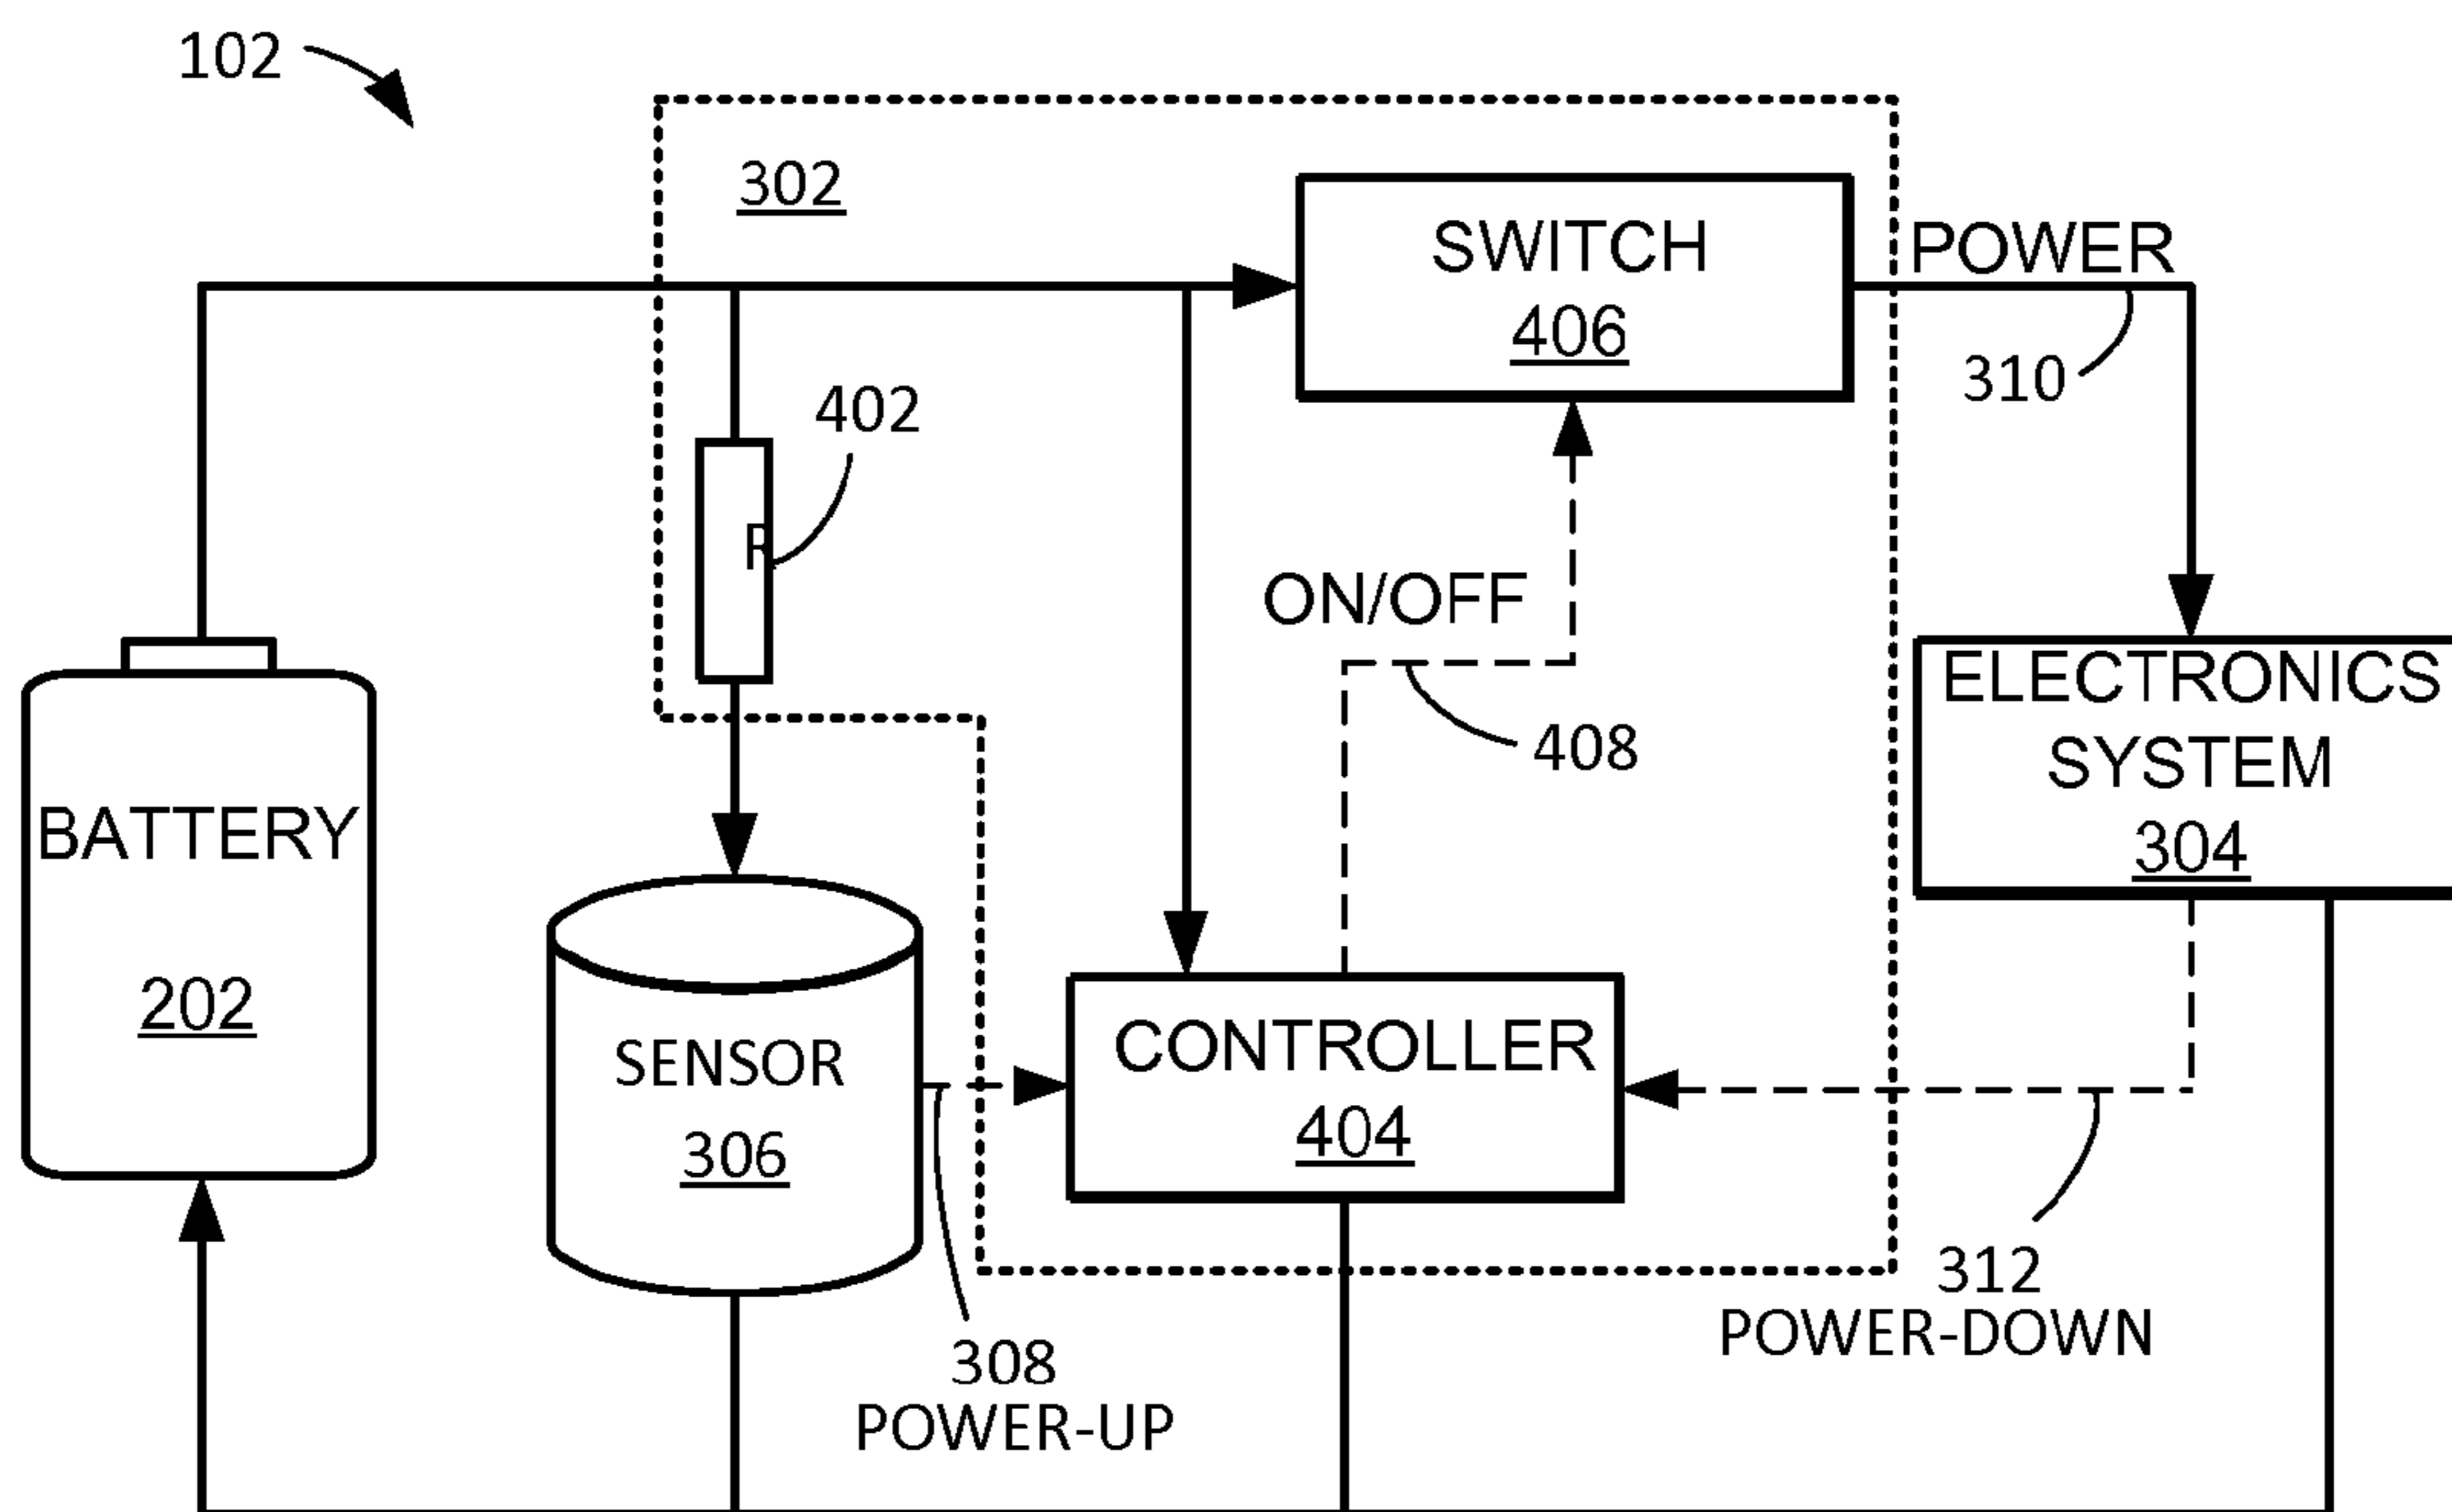 102
302
SWITCH
406
POWER
310
402
R
ON/OFF
408
ELECTRONICS
SYSTEM
304
BATTERY
202
SENSOR
306
CONTROLLER
404
308
POWER-UP
312
POWER-DOWN